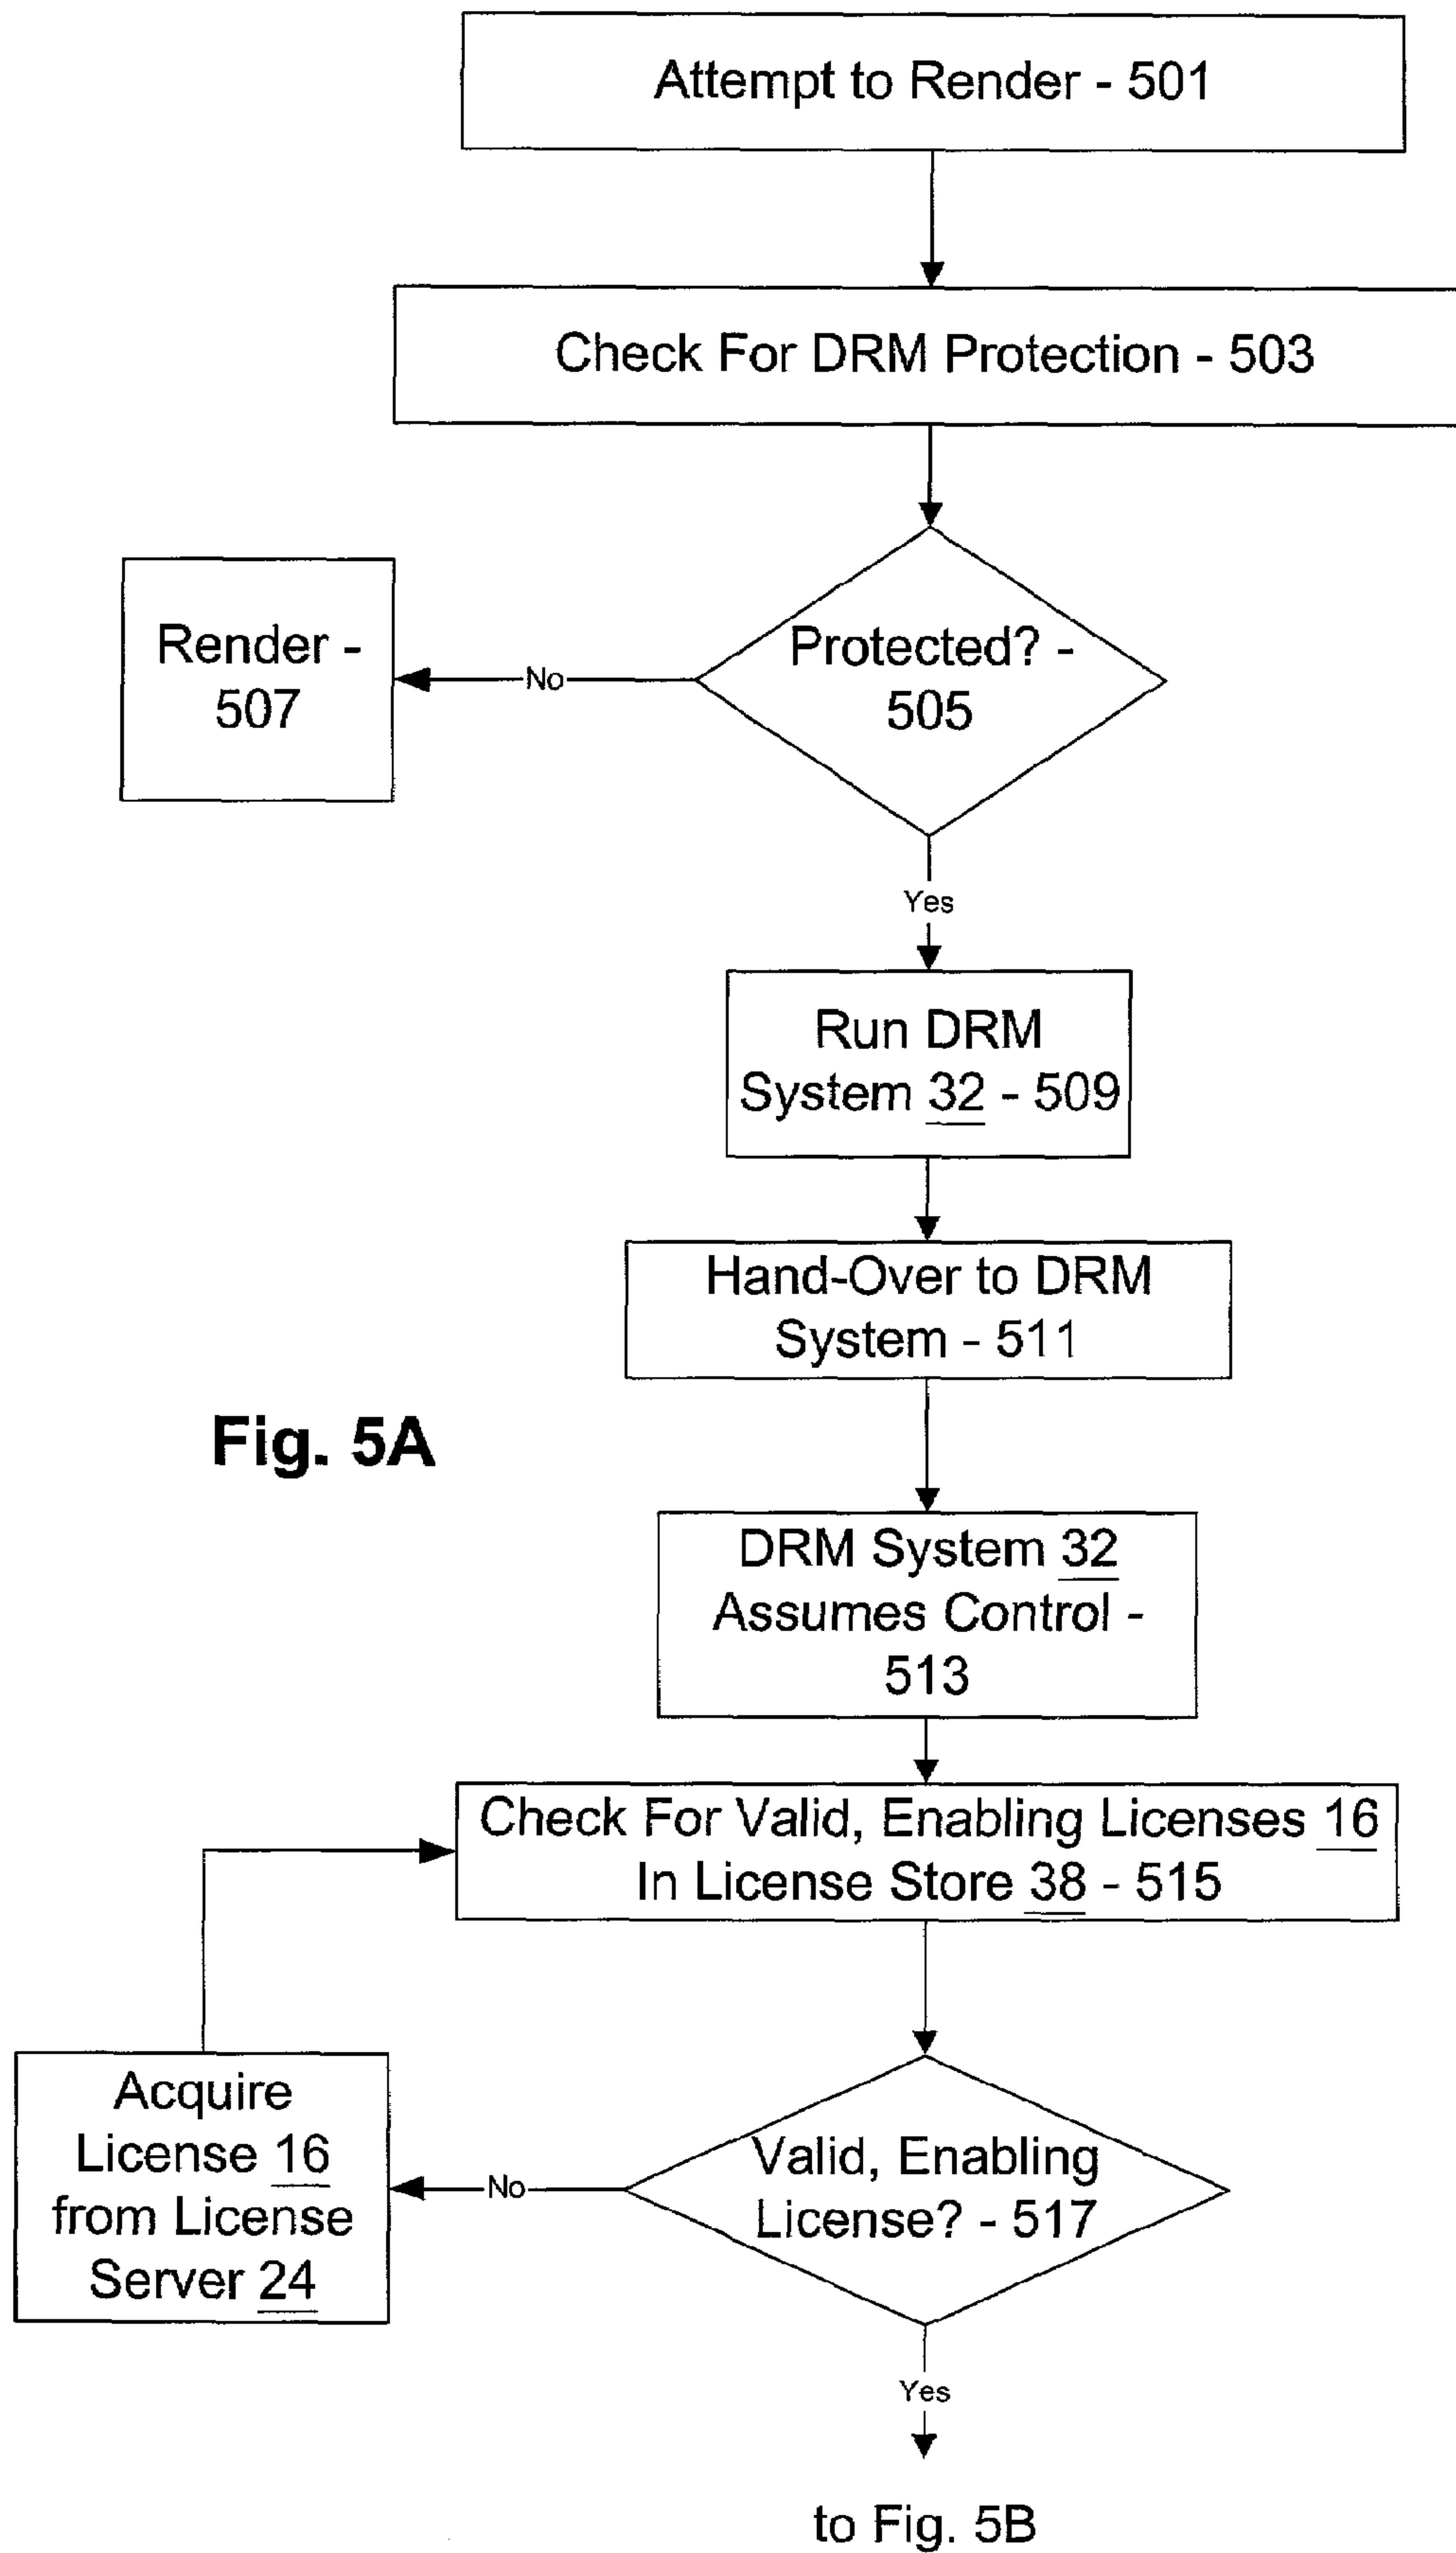 Attempt to Render - 501
Check For DRM Protection - 503
Protected? -
505
No
Render -
507
Yes
Run DRM
System 32 - 509
Hand-Over to DRM
System - 511
Fig. 5A
DRM System 32
Assumes Control -
513
Check For Valid, Enabling Licenses 16
In License Store 38 - 515
Valid, Enabling
License? - 517
No
Acquire
License 16
from License
Server 24
Yes
to Fig. 5B